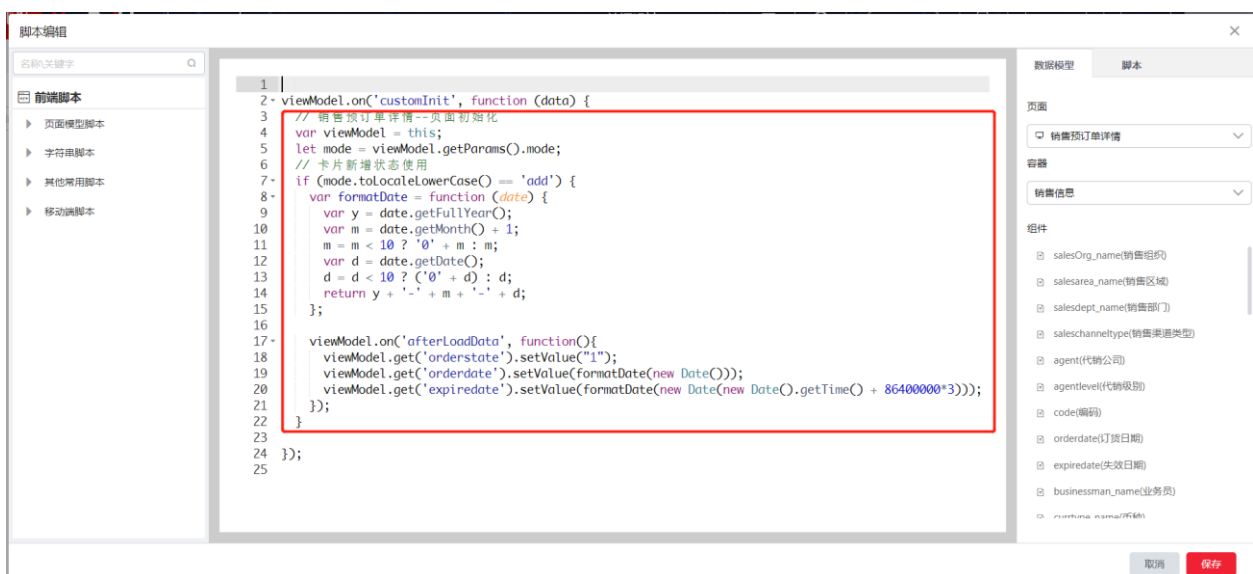 脚本编辑
名称\关键字
前端脚本
页面模型脚本
字符串脚本
其他常用脚本
移动端脚本
1
2 viewModel.on('customInit', function (data) {
3 // 销售预订单详情--页面初始化
4 var viewModel = this;
5 let mode = viewModel.getParams().mode;
6 // 卡片新增状态使用
7 if (mode.toLocaleLowerCase() == 'add') {
8 var formatDate = function (date) {
9 var y = date.getFullYear();
10 var m = date.getMonth() + 1;
11 m = m < 10 ? '0' + m : m;
12 var d = date.getDate();
13 d = d < 10 ? ('0' + d) : d;
14 return y + '-' + m + '-' + d;
15 };
16
17 viewModel.on('afterLoadData', function(){
18 viewModel.get('orderstate').setValue("1");
19 viewModel.get('orderdate').setValue(formatDate(new Date()));
20 viewModel.get('expiredate').setValue(formatDate(new Date(new Date().getTime() + 86400000*3)));
21 });
22 }
23
24 });
25
数据模型 脚本
页面
销售预订单详情
容器
销售信息
组件
salesOrg_name(销售组织)
salesarea_name(销售区域)
salesdept_name(销售部门)
saleschanneltype(销售渠道类型)
agent(代销公司)
agentlevel(代销级别)
code(编码)
orderdate(订货日期)
expiredate(失效日期)
businessman_name(业务员)
currtype_name(币种)
取消 保存